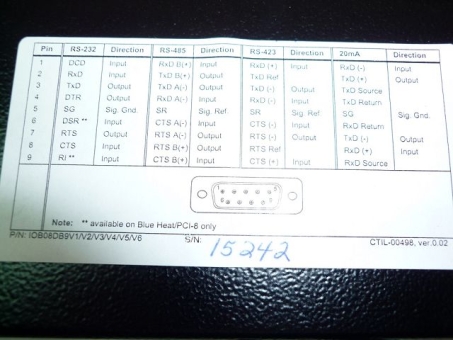 Pin RS-232 Direction RS-485 Direction RS-423 Direction 20mA Direction
1 DCD Input RxD B(+) Input RxD (+) Input RxD (-) Input
2 RxD Input TxD B(+) Output TxD Ref TxD (+) Output
3 TxD Output TxD A(-) Output TxD (-) Output TxD Source
4 DTR Output RxD A(-) Input RxD (-) Input TxD Return
5 SG Sig. Gnd. SR Sig. Ref. SR Sig. Ref SG Sig. Gnd.
6 DSR ** Input CTS A(-) Input CTS (-) Input RxD Return
7 RTS Output RTS A(-) Output RTS (-) Output TxD (-) Output
8 CTS Input RTS B(+) Output RTS Ref RxD (+) Input
9 RI ** Input CTS B(+) Input CTS (+) Input RxD Source
Note: ** available on Blue Heat/PCI-8 only
P/N: IOB08DB9V1/V2/V3/V4/V5/V6 S/N: 15242 CTIL-00498, ver.0.02